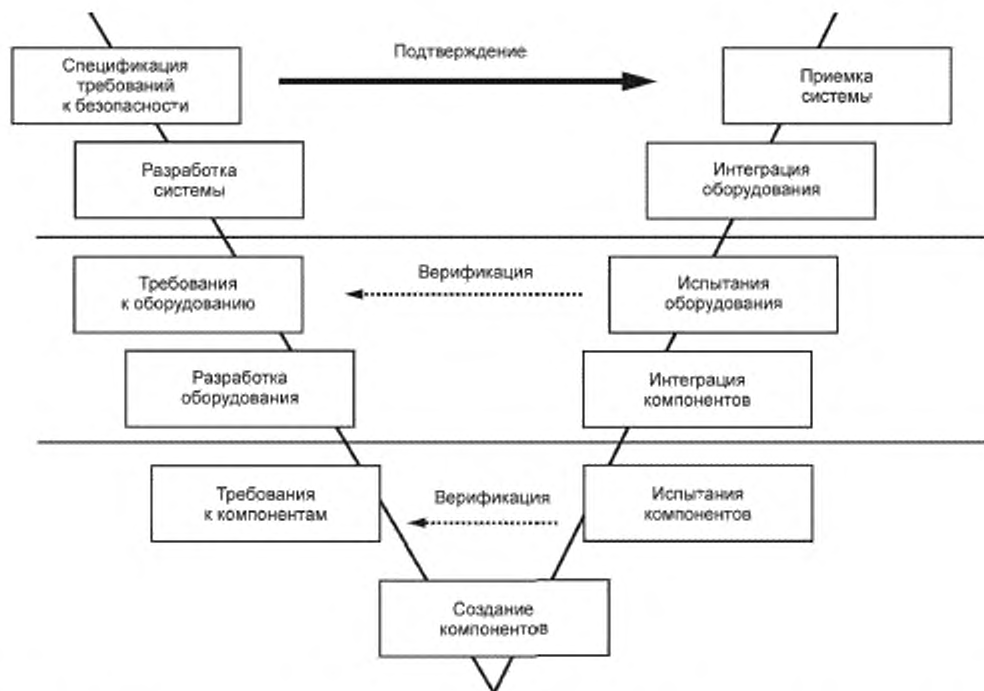 Спецификация
требований
к безопасности
Подтверждение
Приемка
системы
Разработка
системы
Интеграция
оборудования
Требования
к оборудованию
Верификация
Испытания
оборудования
Разработка
оборудования
Интеграция
компонентов
Требования
к компонентам
Верификация
Испытания
компонентов
Создание
компонентов